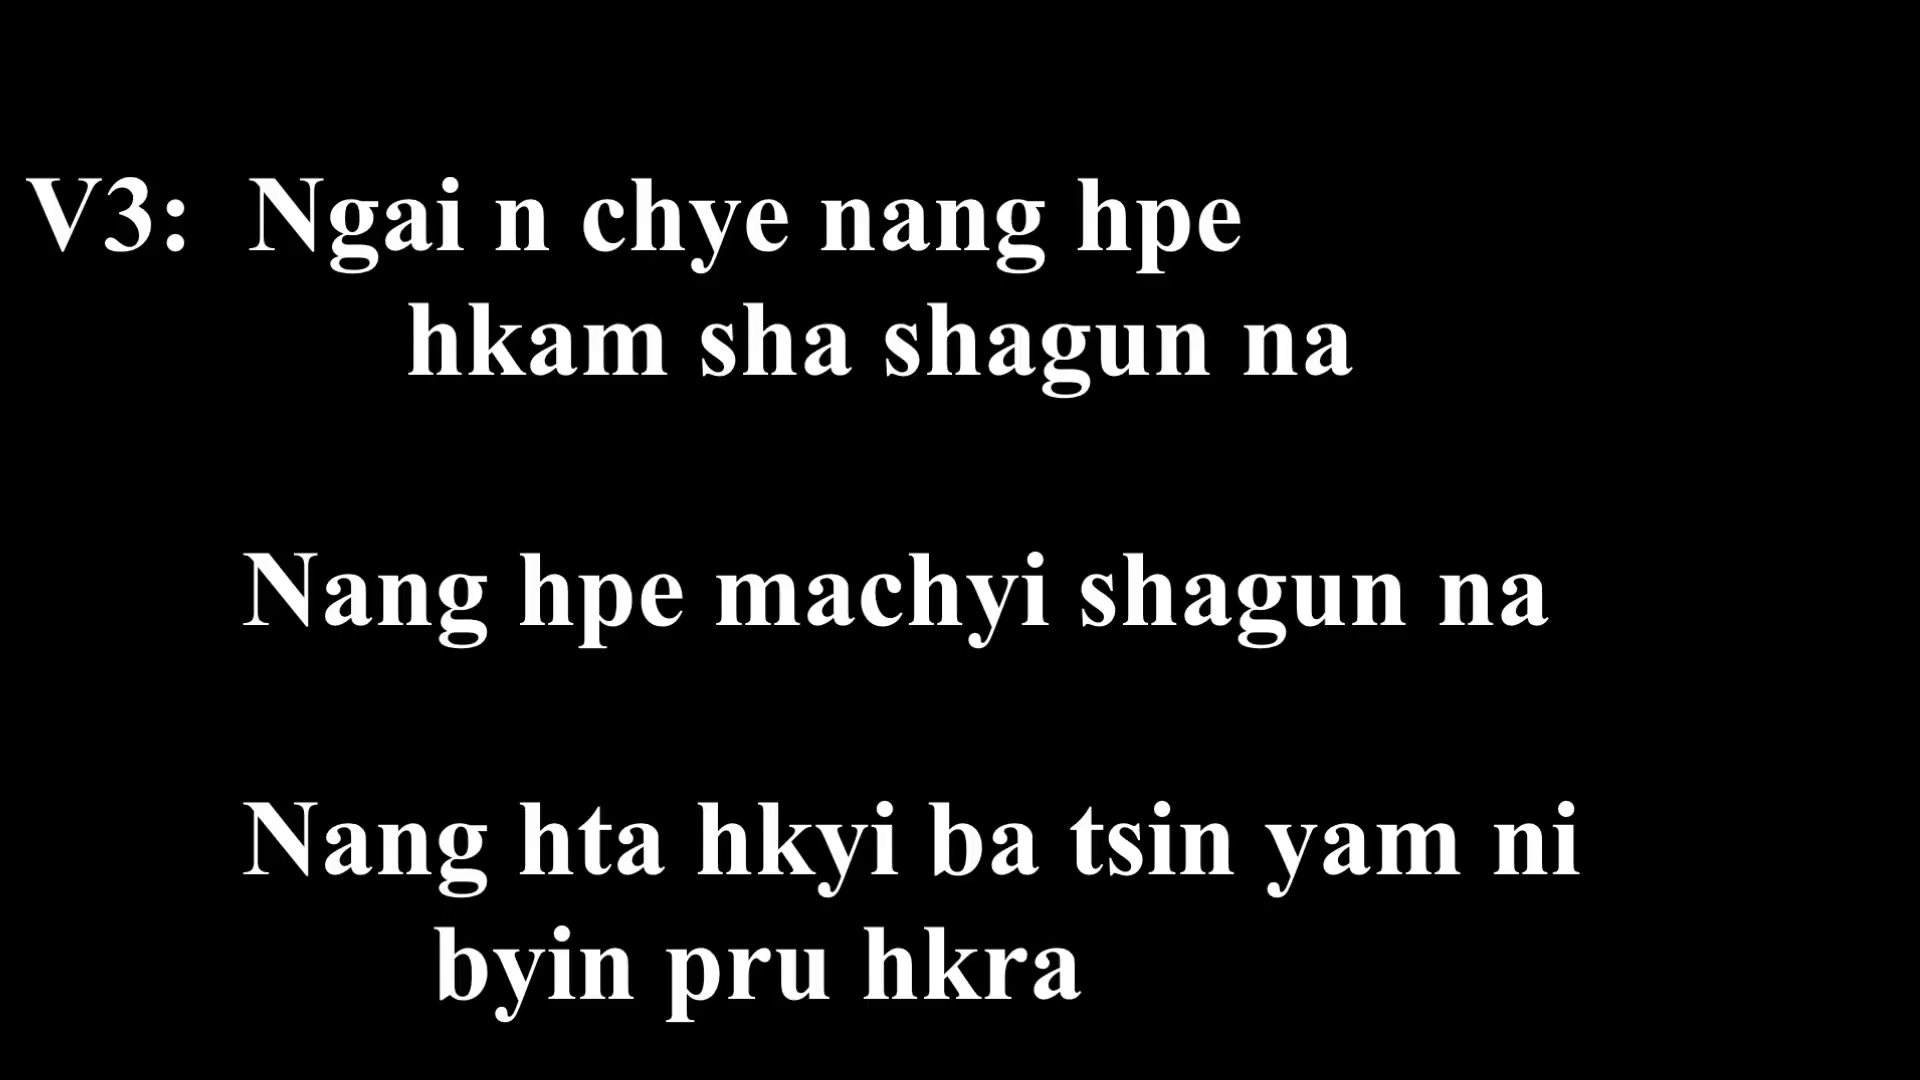 V3: Ngai n chye nang hpe
hkam sha shagun na
Nang hpe machyi shagun na
Nang hta hkyi ba tsin yam ni
byin pru hkra